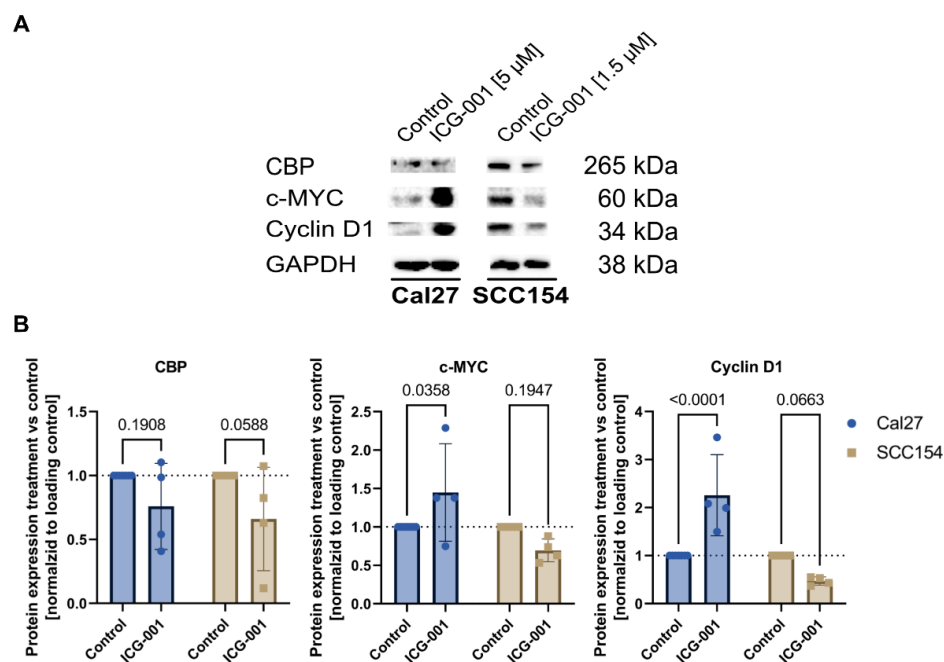 A
Control
ICG-001 [5 µM]
Control
ICG-001 [1.5 µM]
CBP
265 kDa
c-MYC
60 kDa
Cyclin D1
34 kDa
GAPDH
38 kDa
Cal27
SCC154
B
CBP
Protein expression treatment vs control
[normalzid to loading control]
1.5
1.0
0.5
0.0
0.1908
0.0588
Control
ICG-001
Control
ICG-001
c-MYC
Protein expression treatment vs control
[normalzid to loading control]
2.5
2.0
1.5
1.0
0.5
0.0
0.0358
0.1947
Control
ICG-001
Control
ICG-001
Cyclin D1
Protein expression treatment vs control
[normalzid to loading control]
4
3
2
1
0
<0.0001
0.0663
Control
ICG-001
Control
ICG-001
Cal27
SCC154